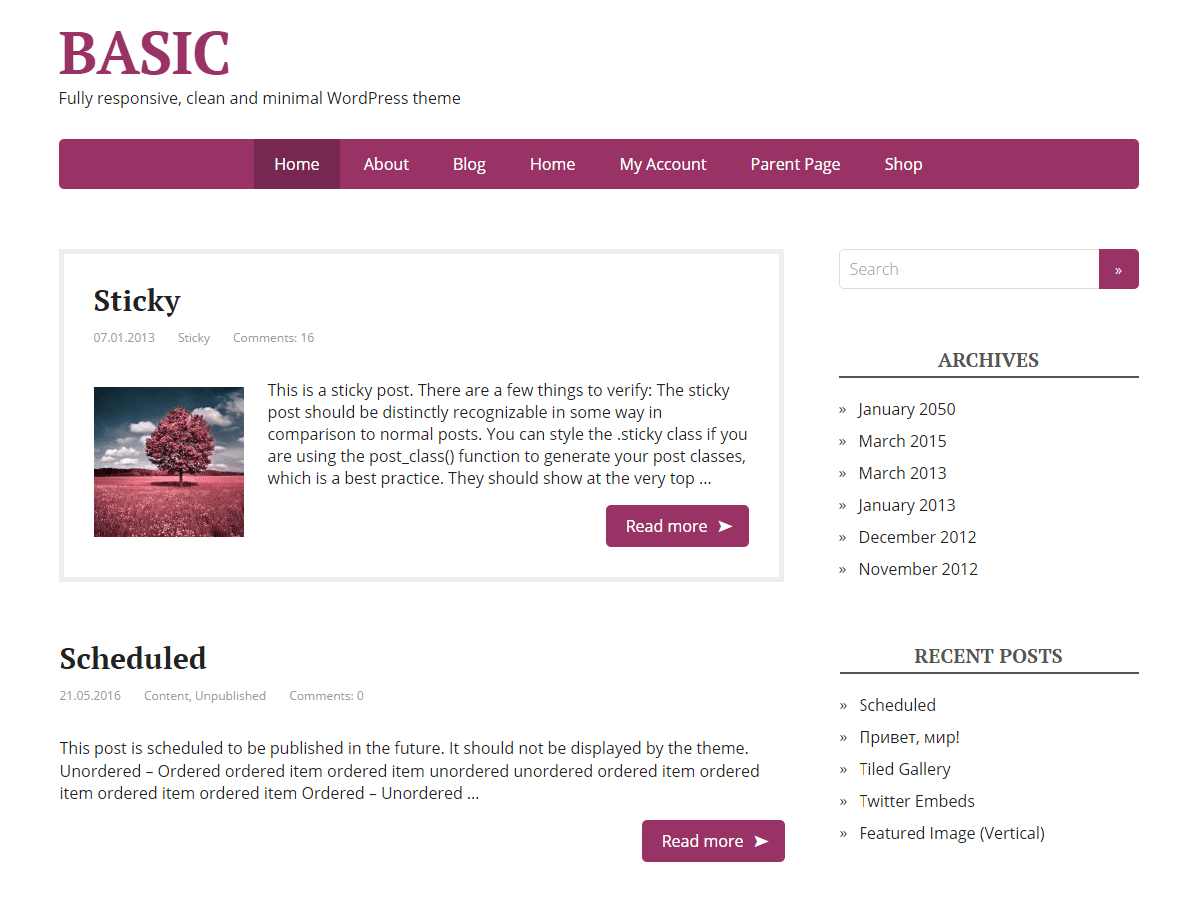 BASIC
Fully responsive, clean and minimal WordPress theme
Home About Blog Home My Account Parent Page Shop
Sticky
07.01.2013 Sticky Comments: 16
This is a sticky post. There are a few things to verify: The sticky
post should be distinctly recognizable in some way in
comparison to normal posts. You can style the .sticky class if you
are using the post_class() function to generate your post classes,
which is a best practice. They should show at the very top ...
Read more ➤
Scheduled
21.05.2016 Content, Unpublished Comments: 0
This post is scheduled to be published in the future. It should not be displayed by the theme.
Unordered – Ordered ordered item ordered item unordered unordered ordered item ordered
item ordered item ordered item Ordered – Unordered ...
Read more ➤
Search »
ARCHIVES
» January 2050
» March 2015
» March 2013
» January 2013
» December 2012
» November 2012
RECENT POSTS
» Scheduled
» Привет, мир!
» Tiled Gallery
» Twitter Embeds
» Featured Image (Vertical)